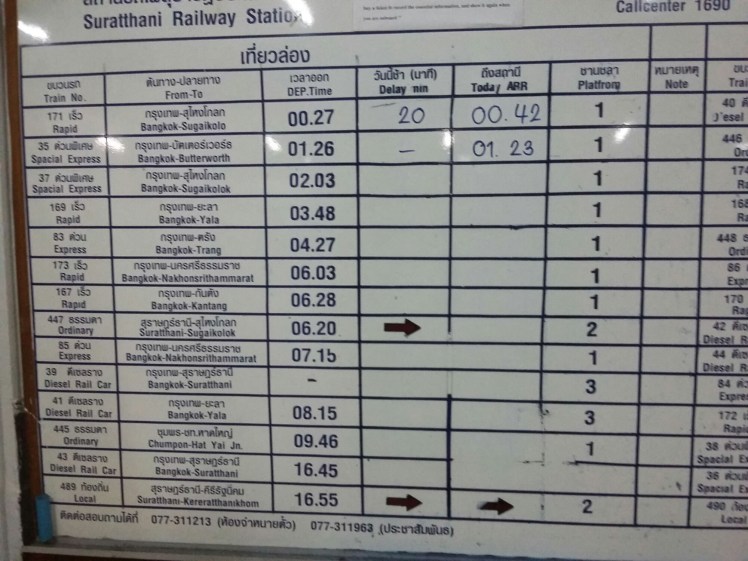 Suratthani Railway Station
Callcenter 1690
เที่ยวล่อง
ขบวนรถ ต้นทาง-ปลายทาง เวลาออก วันนี้ช้า (นาที) ถึงสถานี ชานชลา หมายเหตุ
Train No. From-To DEP.Time Delay min Today ARR Platfrom Note
171 เร็ว กรุงเทพ-สุไหงโกลก 00.27 20 00.42 1 40
Rapid Bangkok-Sugaikolo
35 ด่วนพิเศษ กรุงเทพ-บัตเตอร์เวอร์ธ 01.26 – 01.23 1 446
Spacial Express Bangkok-Butterworth
37 ด่วนพิเศษ กรุงเทพ-สุไหงโกลก 02.03 1 174
Spacial Express Bangkok-Sugaikolok
169 เร็ว กรุงเทพ-ยะลา 03.48 1 168
Rapid Bangkok-Yala
83 ด่วน กรุงเทพ-ตรัง 04.27 1 448
Express Bangkok-Trang
173 เร็ว กรุงเทพ-นครศรีธรรมราช 06.03 1 86
Rapid Bangkok-Nakhonsrithammarat
167 เร็ว กรุงเทพ-กันตัง 06.28 1 170
Rapid Bangkok-Kantang
447 ธรรมดา สุราษฎร์ธานี-สุไหงโกลก 06.20 2 42
Ordinary Suratthani-Sugaikolok Diesel
85 ด่วน กรุงเทพ-นครศรีธรรมราช 07.15 1 44
Express Bangkok-Nakhonsrithammarat Diesel
39 ดีเซลราง กรุงเทพ-สุราษฎร์ธานี – 3 84
Diesel Rail Car Bangkok-Suratthani
41 ดีเซลราง กรุงเทพ-ยะลา 08.15 3 172
Diesel Rail Car Bangkok-Yala
445 ธรรมดา ชุมพร-ชท.หาดใหญ่ 09.46 1 38
Ordinary Chumpon-Hat Yai Jn. Spacial
43 ดีเซลราง กรุงเทพ-สุราษฎร์ธานี 16.45 36
Diesel Rail Car Bangkok-Suratthani Spacial
489 ท้องถิ่น สุราษฎร์ธานี-คีรีรัฐนิคม 16.55 2 490
Local Suratthani-Kereratthanikhom Local
ติดต่อสอบถามได้ที่ 077-311213 (ห้องจำหน่ายตั๋ว) 077-311963 (ประชาสัมพันธ์)